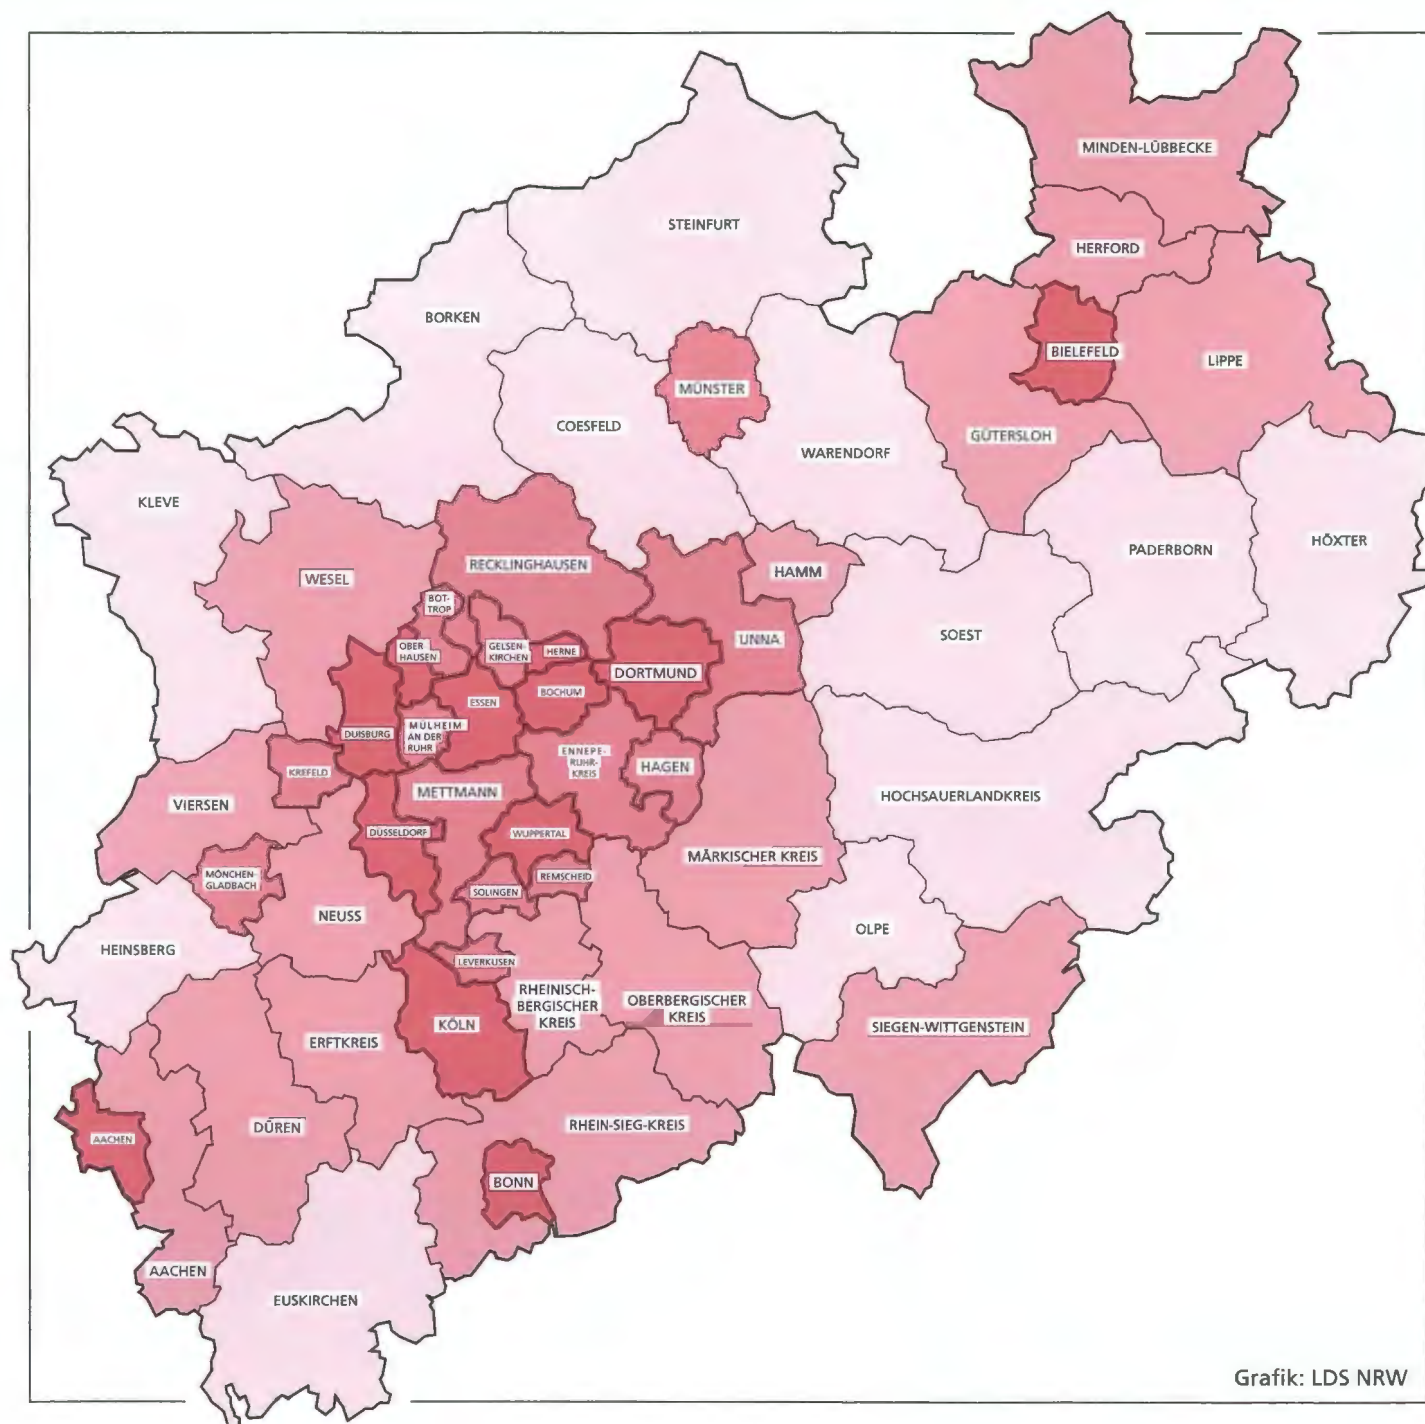 MINDEN-LÜBBECKE
STEINFURT
HERFORD
BORKEN
BIELEFELD
LIPPE
MÜNSTER
COESFELD
GÜTERSLOH
WARENDORF
KLEVE
HÖXTER
PADERBORN
RECKLINGHAUSEN
HAMM
WESEL
BOT-
TROP
SOEST
UNNA
OBER
HAUSEN
GELSEN-
KIRCHEN
HERNE
DORTMUND
BOCHUM
ESSEN
DUISBURG
MÜLHEIM
AN DER
RUHR
ENNEPE-
RUHR-
KREIS
HAGEN
KREFELD
METTMANN
HOCHSAUERLANDKREIS
VIERSEN
DÜSSELDORF
WUPPERTAL
MÄRKISCHER KREIS
MÖNCHEN-
GLADBACH
REMSCHEID
SOLINGEN
NEUSS
OLPE
HEINSBERG
LEVERKUSEN
RHEINISCH-
BERGISCHER
KREIS
OBERBERGISCHER
KREIS
KÖLN
SIEGEN-WITTGENSTEIN
ERFTKREIS
DÜREN
RHEIN-SIEG-KREIS
AACHEN
BONN
AACHEN
EUSKIRCHEN
Grafik: LDS NRW